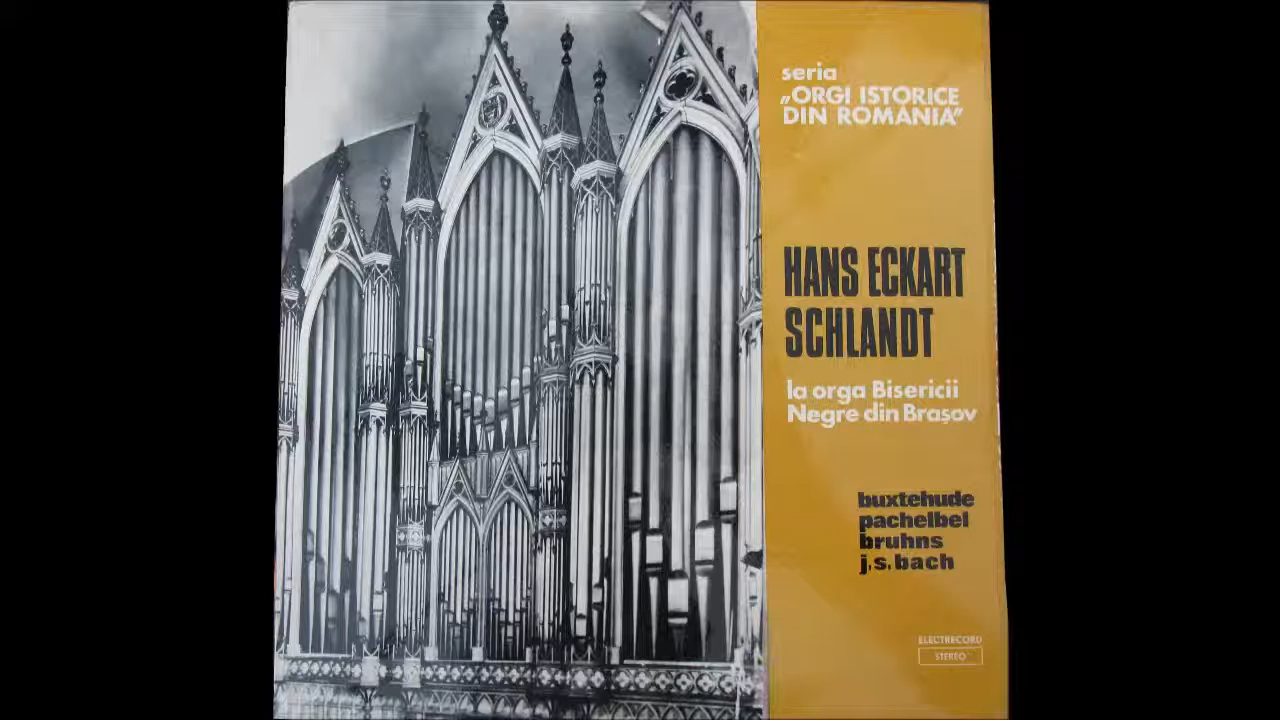 seria
„ORGI ISTORICE
DIN ROMÂNIA”
HANS ECKART
SCHLANDT
la orga Bisericii
Negre din Brașov
buxtehude
pachelbel
bruhns
j.s.bach
ELECTRECORD
STEREO